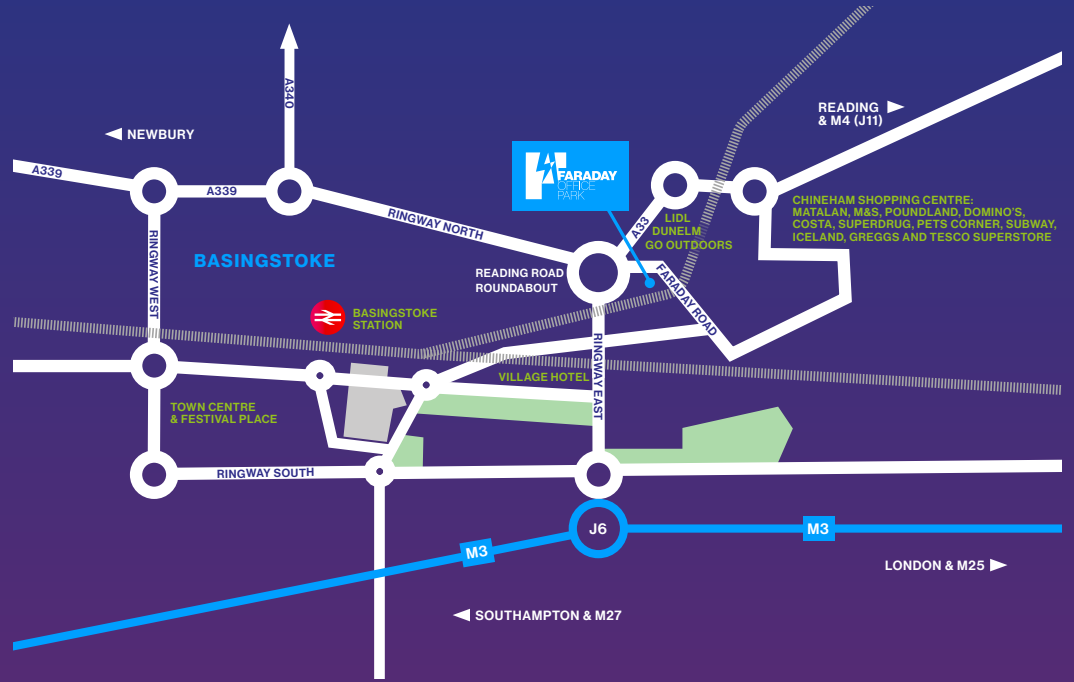 A340
READING
& M4 (J11)
NEWBURY
A339
A339
FARADAY
OFFICE
PARK
RINGWAY NORTH
A33
LIDL
DUNELM
GO OUTDOORS
CHINEHAM SHOPPING CENTRE:
MATALAN, M&S, POUNDLAND, DOMINO'S,
COSTA, SUPERDRUG, PETS CORNER, SUBWAY,
ICELAND, GREGGS AND TESCO SUPERSTORE
RINGWAY WEST
BASINGSTOKE
READING ROAD
ROUNDABOUT
FARADAY ROAD
BASINGSTOKE
STATION
RINGWAY EAST
VILLAGE HOTEL
TOWN CENTRE
& FESTIVAL PLACE
RINGWAY SOUTH
J6
M3
M3
LONDON & M25
SOUTHAMPTON & M27